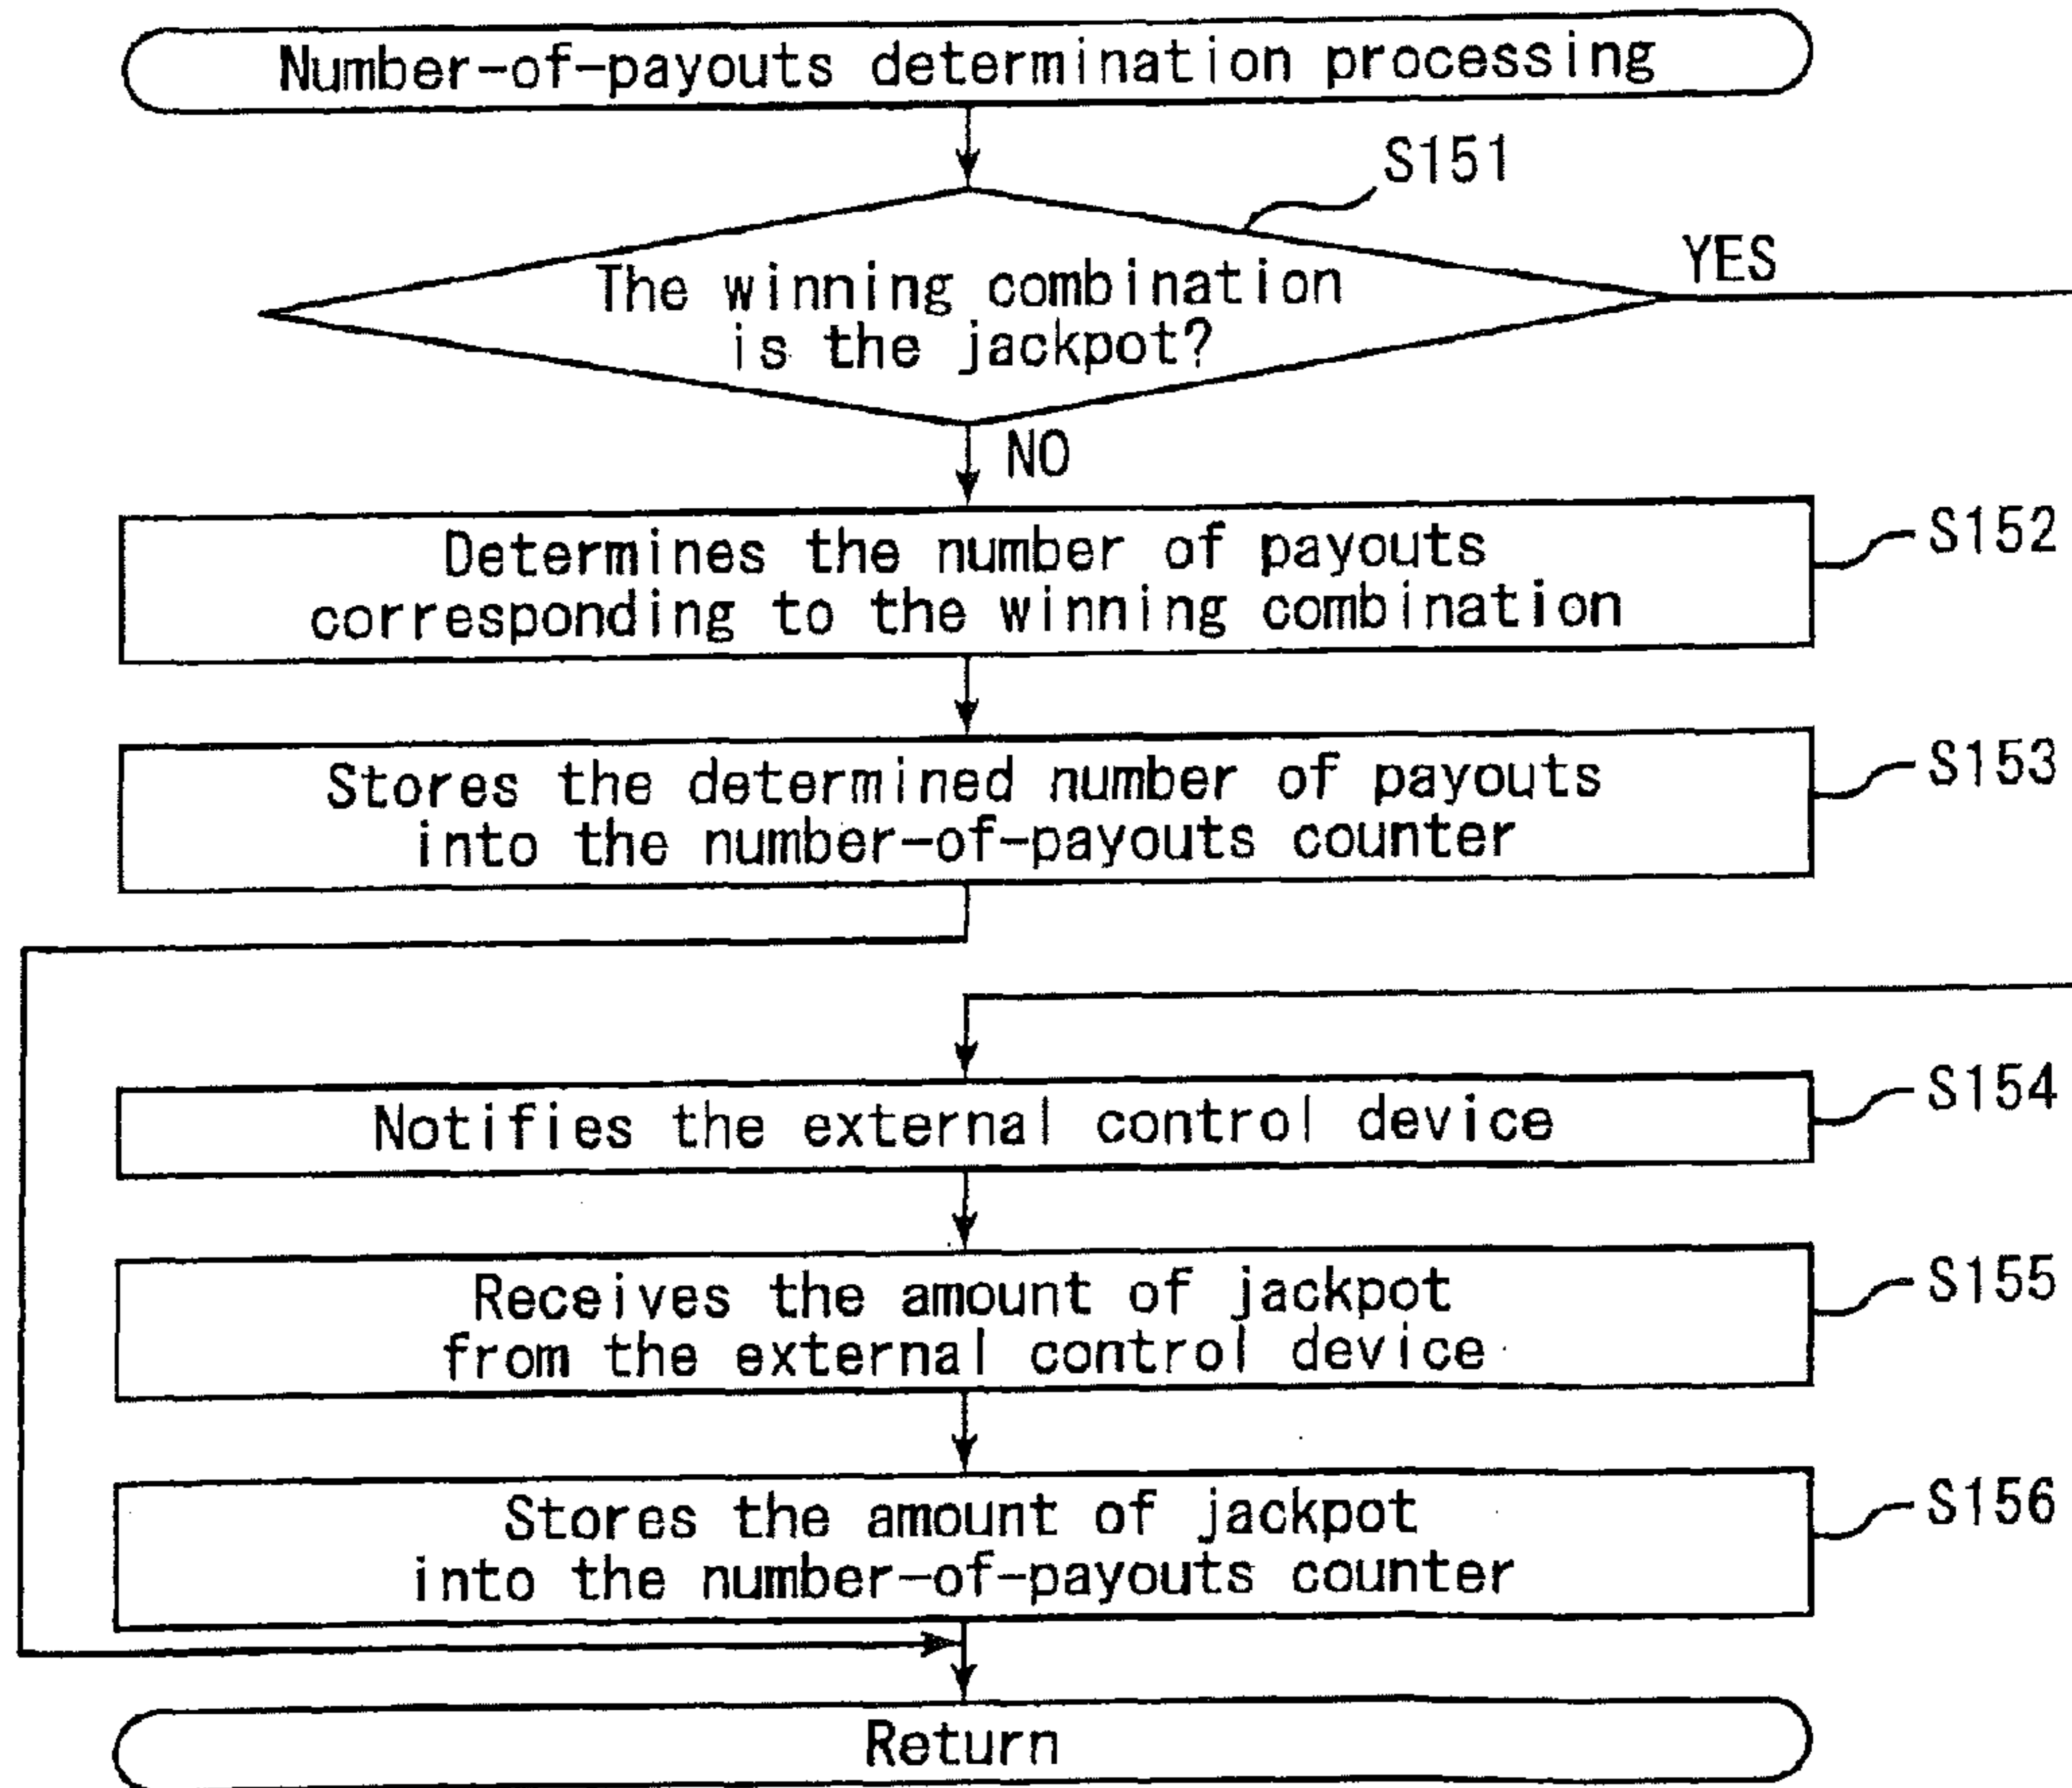 Number-of-payouts determination processing
S151
The winning combination
is the jackpot?
YES
NO
Determines the number of payouts
corresponding to the winning combination
S152
Stores the determined number of payouts
into the number-of-payouts counter
S153
Notifies the external control device
S154
Receives the amount of jackpot
from the external control device
S155
Stores the amount of jackpot
into the number-of-payouts counter
S156
Return